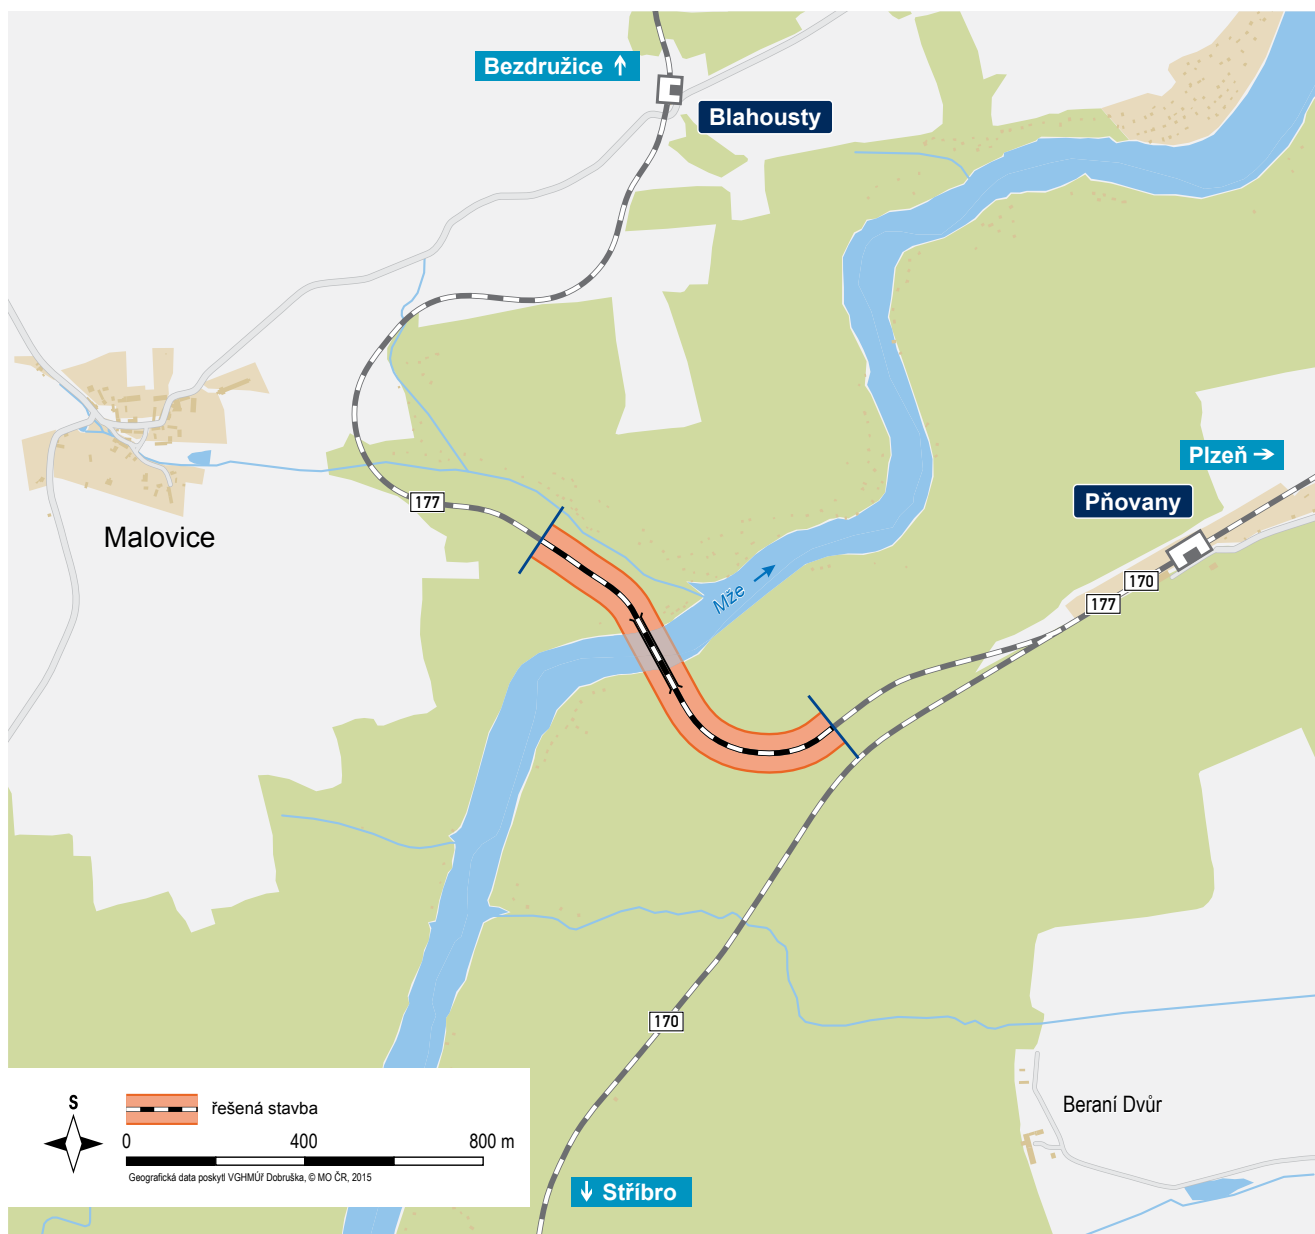 Bezdružice ↑
Blahousty
Plzeň →
Pňovany
177
Malovice
170
177
Mže →
170
Beraní Dvůr
S
řešená stavba
0 400 800 m
Geografická data poskytl VGHMÚř Dobruška, © MO ČR, 2015
↓ Stříbro